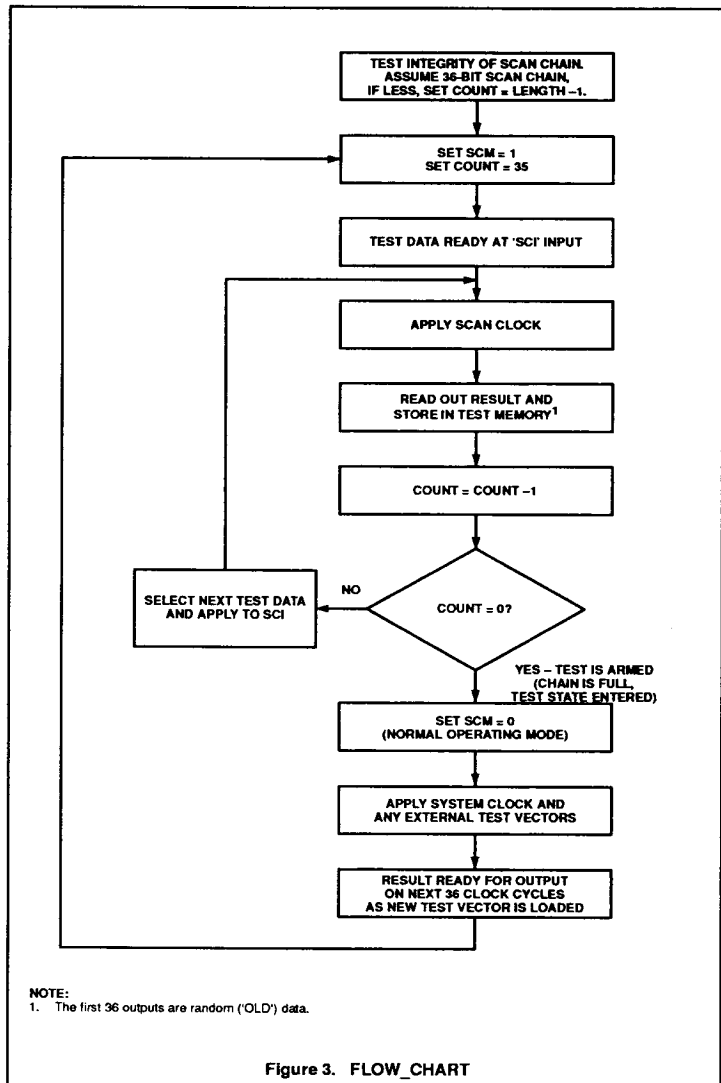 TEST INTEGRITY OF SCAN CHAIN.
ASSUME 36-BIT SCAN CHAIN,
IF LESS, SET COUNT = LENGTH –1.
SET SCM = 1
SET COUNT = 35
TEST DATA READY AT 'SCI' INPUT
APPLY SCAN CLOCK
READ OUT RESULT AND
STORE IN TEST MEMORY1
COUNT = COUNT –1
SELECT NEXT TEST DATA
AND APPLY TO SCI
NO
COUNT = 0?
YES – TEST IS ARMED
(CHAIN IS FULL,
TEST STATE ENTERED)
SET SCM = 0
(NORMAL OPERATING MODE)
APPLY SYSTEM CLOCK AND
ANY EXTERNAL TEST VECTORS
RESULT READY FOR OUTPUT
ON NEXT 36 CLOCK CYCLES
AS NEW TEST VECTOR IS LOADED
NOTE:
1. The first 36 outputs are random ('OLD') data.
Figure 3. FLOW_CHART